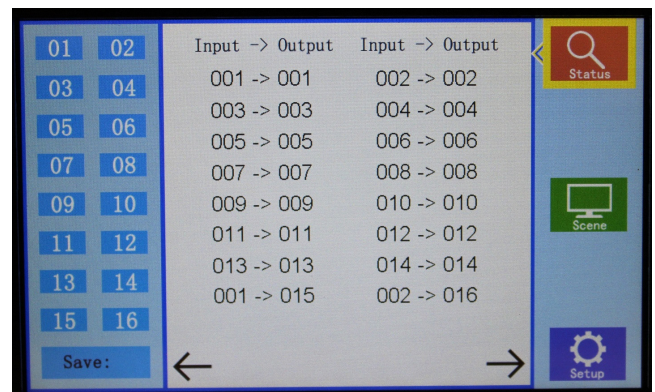 01 02
03 04
05 06
07 08
09 10
11 12
13 14
15 16
Save:
Input -> Output Input -> Output
001 -> 001 002 -> 002
003 -> 003 004 -> 004
005 -> 005 006 -> 006
007 -> 007 008 -> 008
009 -> 009 010 -> 010
011 -> 011 012 -> 012
013 -> 013 014 -> 014
001 -> 015 002 -> 016
← →
Status
Scene
Setup